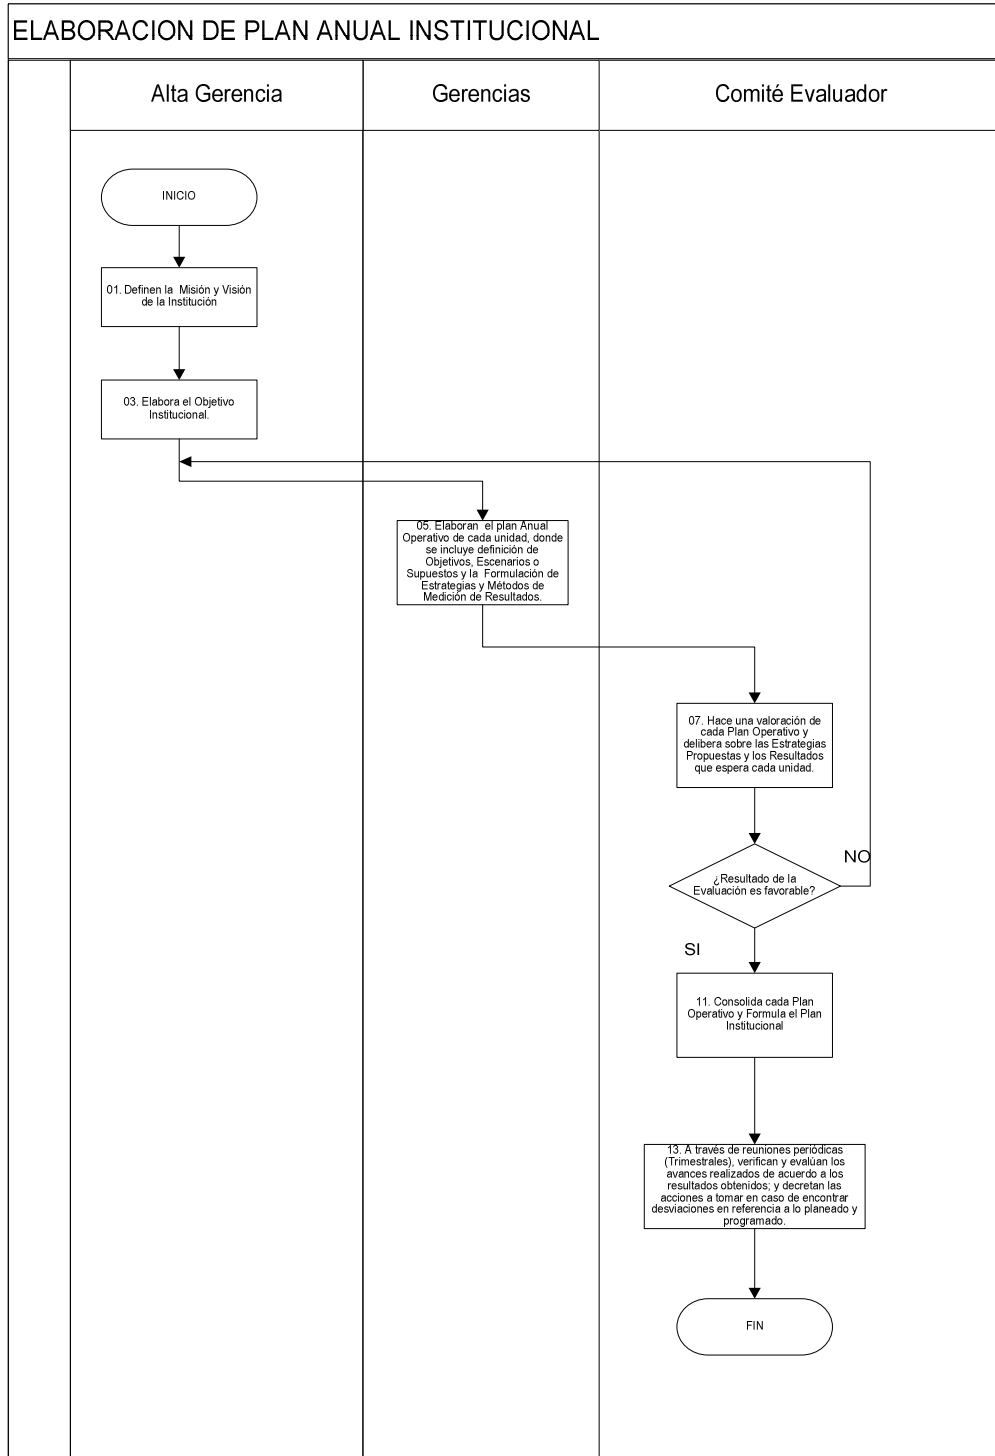 ELABORACION DE PLAN ANUAL INSTITUCIONAL
Alta Gerencia
Gerencias
Comité Evaluador
INICIO
01. Definen la Misión y Visión
de la Institución
03. Elabora el Objetivo
Institucional.
05. Elaboran el plan Anual
Operativo de cada unidad, donde
se incluye definición de
Objetivos, Escenarios o
Supuestos y la Formulación de
Estrategias y Métodos de
Medición de Resultados.
07. Hace una valoración de
cada Plan Operativo y
delibera sobre las Estrategias
Propuestas y los Resultados
que espera cada unidad.
NO
¿Resultado de la
Evaluación es favorable?
SI
11. Consolida cada Plan
Operativo y Formula el Plan
Institucional
13. A través de reuniones periódicas
(Trimestrales), verifican y evalúan los
avances realizados de acuerdo a los
resultados obtenidos; y decretan las
acciones a tomar en caso de encontrar
desviaciones en referencia a lo planeado y
programado.
FIN